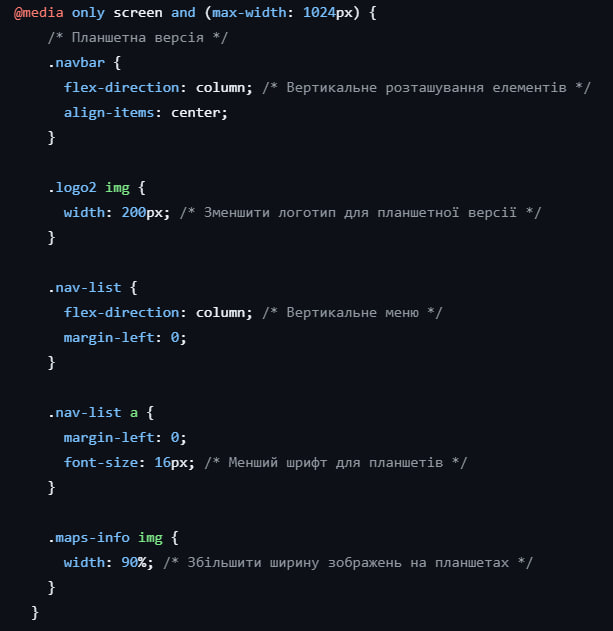 @media only screen and (max-width: 1024px) {
/* Планшетна версія */
.navbar {
flex-direction: column; /* Вертикальне розташування елементів */
align-items: center;
}
.logo2 img {
width: 200px; /* Зменшити логотип для планшетної версії */
}
.nav-list {
flex-direction: column; /* Вертикальне меню */
margin-left: 0;
}
.nav-list a {
margin-left: 0;
font-size: 16px; /* Менший шрифт для планшетів */
}
.maps-info img {
width: 90%; /* Збільшити ширину зображень на планшетах */
}
}